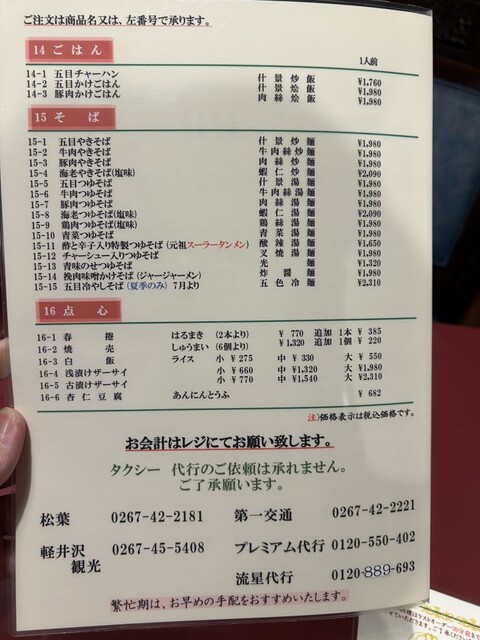 ご注文は商品名又は、左番号で承ります。
14 ごはん 1人前
14-1 五目チャーハン 什景炒飯 ¥1,760
14-2 五目かけごはん 什景烩飯 ¥1,980
14-3 豚肉かけごはん 肉絲烩飯 ¥1,980
15 そば
15-1 五目やきそば 什景炒麺 ¥1,980
15-2 牛肉やきそば 牛肉絲炒麺 ¥1,980
15-3 豚肉やきそば 肉絲炒麺 ¥1,980
15-4 海老やきそば(塩味) 蝦仁炒麺 ¥2,090
15-5 五目つゆそば 什景湯麺 ¥1,980
15-6 牛肉つゆそば 牛肉絲湯麺 ¥1,980
15-7 豚肉つゆそば 肉絲湯麺 ¥1,980
15-8 海老つゆそば(塩味) 蝦仁湯麺 ¥2,090
15-9 鶏肉つゆそば(塩味) 鶏絲湯麺 ¥1,980
15-10 青菜つゆそば 青菜湯麺 ¥1,980
15-11 酢と辛子入り特製つゆそば (元祖スーラータンメン) 酸辣湯麺 ¥1,650
15-12 チャーシュー入りつゆそば 叉焼湯麺 ¥1,980
15-13 青味のせつゆそば 光麺 ¥1,320
15-14 挽肉味噌かけそば (ジャージャーメン) 炸醤麺 ¥1,980
15-15 五目冷やしそば (夏季のみ) 7月より 五色冷麺 ¥2,310
16 点心
16-1 春捲 はるまき (2本より) ¥ 770 追加 1本 ¥ 385
16-2 焼売 しゅうまい (6個より) ¥1,320 追加 1個 ¥ 220
16-3 白飯 ライス 小 ¥ 275 中 ¥ 330 大 ¥ 550
16-4 浅漬けザーサイ 小 ¥ 660 中 ¥1,320 大 ¥1,980
16-5 古漬けザーサイ 小 ¥ 770 中 ¥1,540 大 ¥2,310
16-6 杏仁豆腐 あんにんとうふ ¥ 682
注)価格表示は税込価格です。
お会計はレジにてお願い致します。
タクシー 代行のご依頼は承れません。
ご了承願います。
松葉 0267-42-2181 第一交通 0267-42-2221
軽井沢観光 0267-45-5408 プレミアム代行 0120-550-402
流星代行 0120-889-693
繁忙期は、お早めの手配をおすすめいたします。